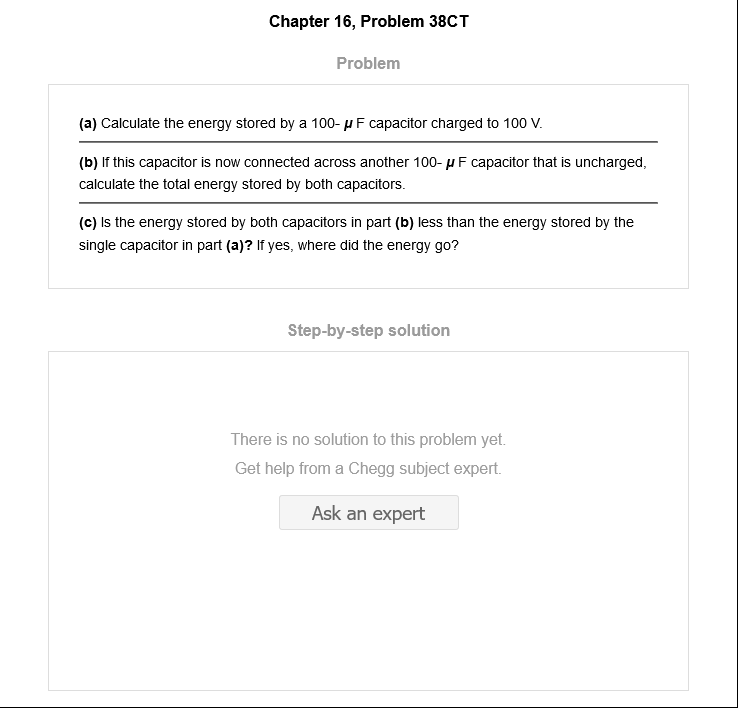 Chapter 16, Problem 38CT
Problem
(a) Calculate the energy stored by a 100- μ F capacitor charged to 100 V.
(b) If this capacitor is now connected across another 100- μ F capacitor that is uncharged,
calculate the total energy stored by both capacitors.
(c) Is the energy stored by both capacitors in part (b) less than the energy stored by the
single capacitor in part (a)? If yes, where did the energy go?
Step-by-step solution
There is no solution to this problem yet.
Get help from a Chegg subject expert.
Ask an expert